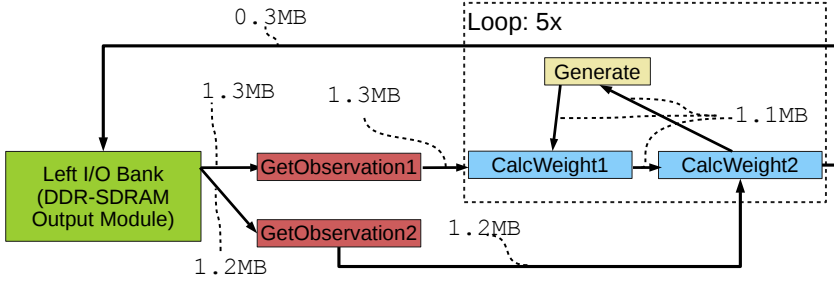 0.3MB
Loop: 5x
Generate
1.3MB
1.3MB
1.1MB
Left I/O Bank
(DDR-SDRAM
Output Module)
GetObservation1
CalcWeight1
CalcWeight2
GetObservation2
1.2MB
1.2MB